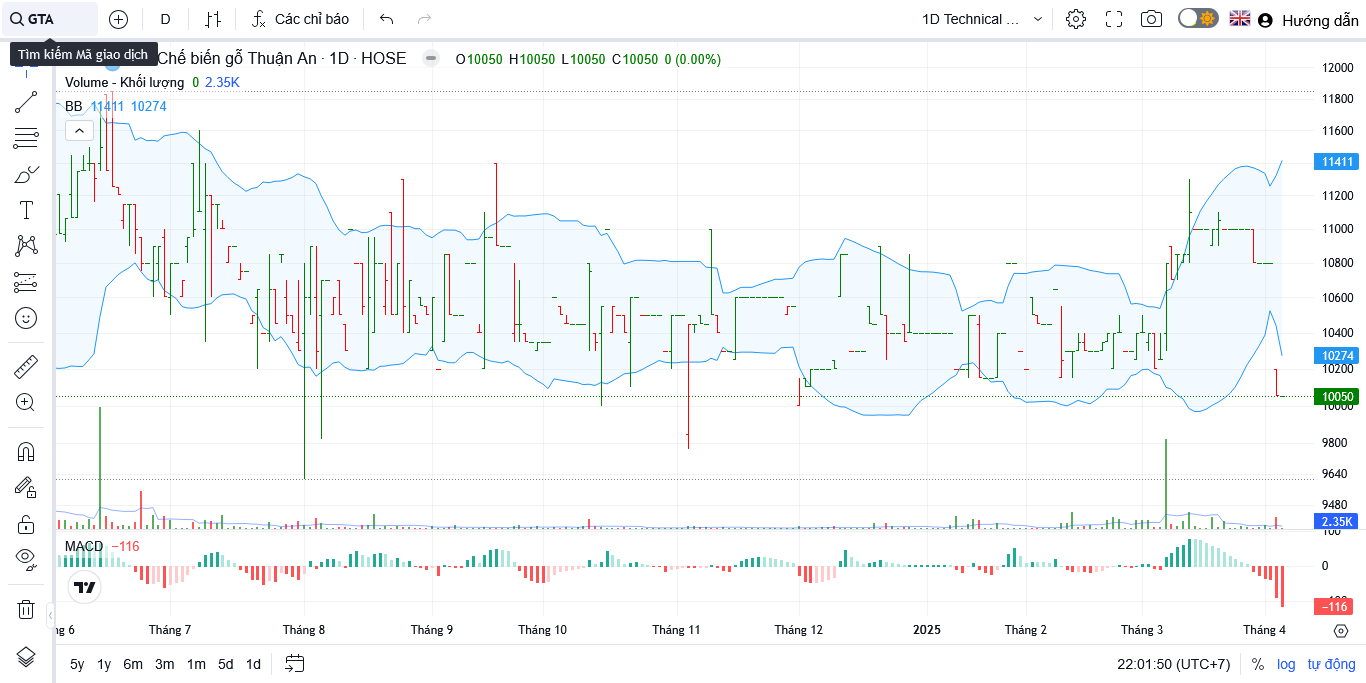 GTA D Các chỉ báo 1D Technical ... Hướng dẫn
Tìm kiếm Mã giao dịch
Chế biến gỗ Thuận An · 1D · HOSE O10050 H10050 L10050 C10050 0 (0.00%)
Volume - Khối lượng 0 2.35K
BB 11411 10274
12000
11800
11600
11411
11200
11000
10800
10600
10400
10274
10200
10050
10000
9800
9640
9480
2.35K
100
MACD −116
0
−116
ng 6 Tháng 7 Tháng 8 Tháng 9 Tháng 10 Tháng 11 Tháng 12 2025 Tháng 2 Tháng 3 Tháng 4
5y 1y 6m 3m 1m 5d 1d 22:01:50 (UTC+7) % log tự động